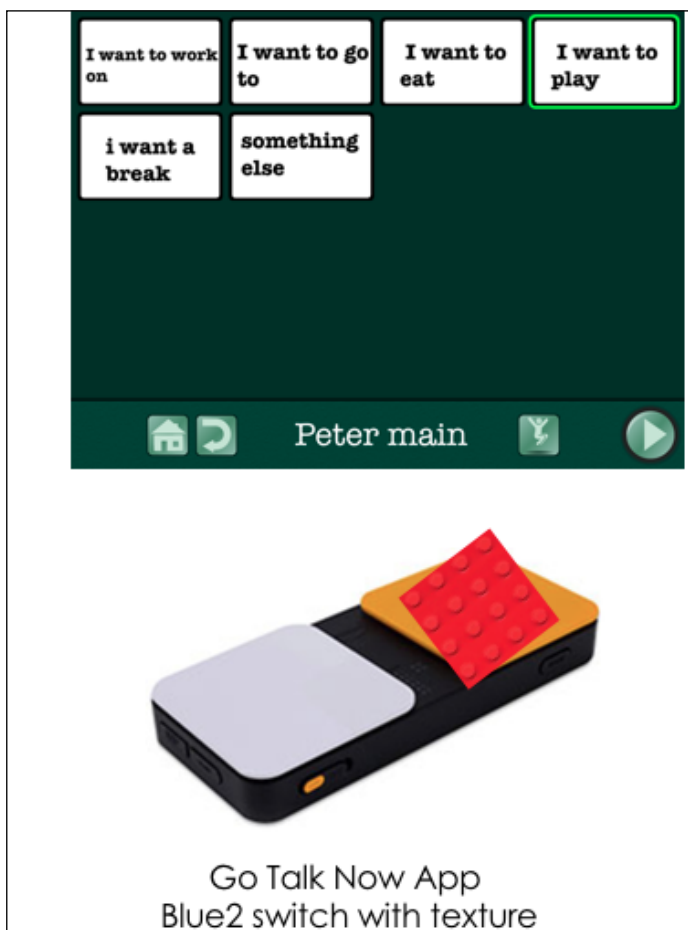 I want to work
on
I want to go
to
I want to
eat
I want to
play
i want a
break
something
else
Peter main
Go Talk Now App
Blue2 switch with texture